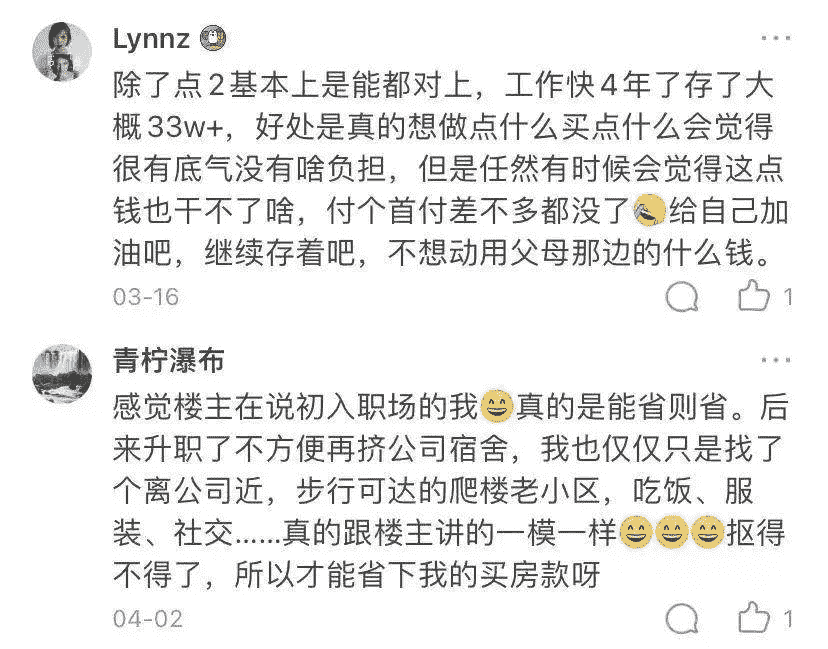 Lynnz
除了点2基本上是能都对上，工作快4年了存了大
概33w+，好处是真的想做点什么买点什么会觉得
很有底气没有啥负担，但是任然有时候会觉得这点
钱也干不了啥，付个首付差不多都没了给自己加
油吧，继续存着吧，不想动用父母那边的什么钱。
03-16 1
青柠瀑布
感觉楼主在说初入职场的我😄真的是能省则省。后
来升职了不方便再挤公司宿舍，我也仅仅只是找了
个离公司近，步行可达的爬楼老小区，吃饭、服
装、社交……真的跟楼主讲的一模一样😄😄😄抠得
不得了，所以才能省下我的买房款呀
04-02 1